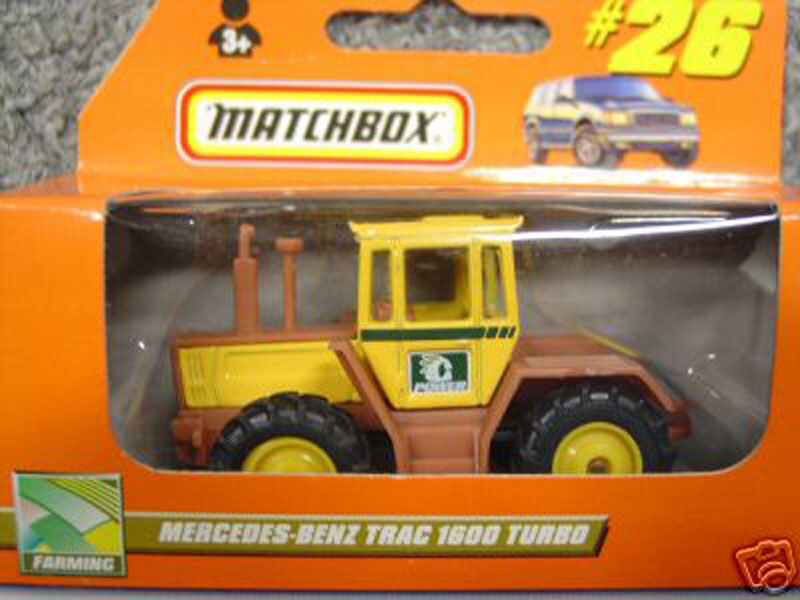 #26
3+
MATCHBOX®
POWER
MERCEDES-BENZ TRAC 1600 TURBO
FARMING